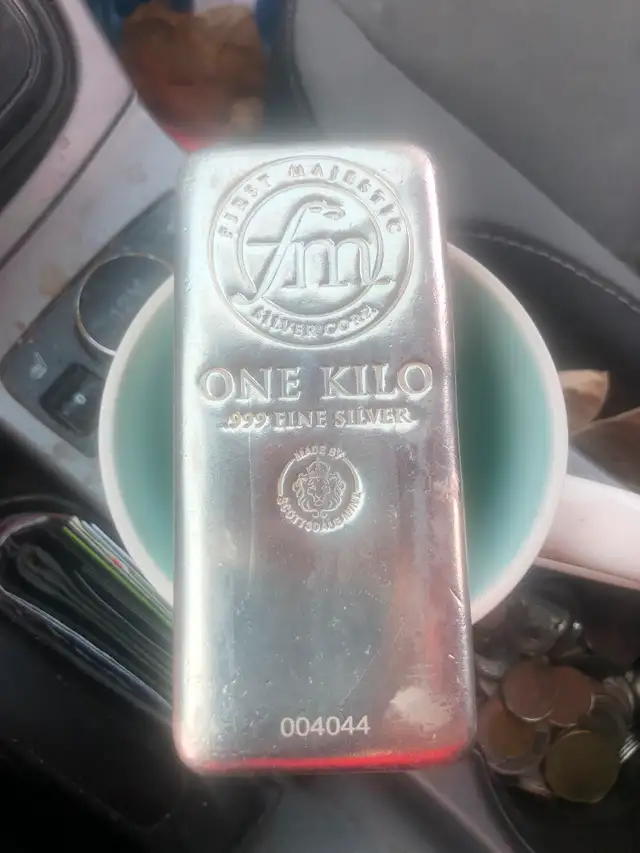 FIRST MAJESTIC
fm
SILVER CORP.
ONE KILO
.999 FINE SILVER
MADE BY
SCOTTSDALE MINT
004044